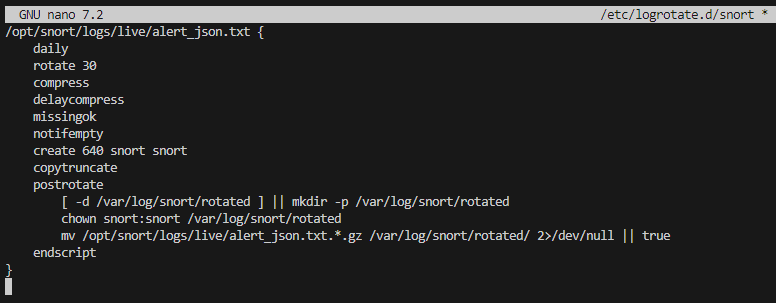 GNU nano 7.2 /etc/logrotate.d/snort *
/opt/snort/logs/live/alert_json.txt {
    daily
    rotate 30
    compress
    delaycompress
    missingok
    notifempty
    create 640 snort snort
    copytruncate
    postrotate
        [ -d /var/log/snort/rotated ] || mkdir -p /var/log/snort/rotated
        chown snort:snort /var/log/snort/rotated
        mv /opt/snort/logs/live/alert_json.txt.*.gz /var/log/snort/rotated/ 2>/dev/null || true
    endscript
}